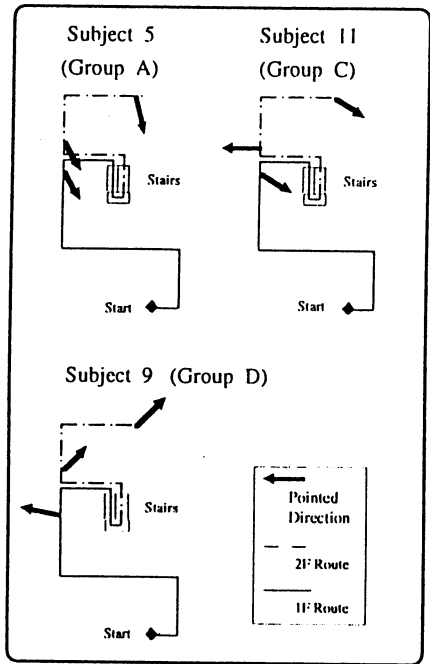 Subject 5
(Group A)
Stairs
Start
Subject 11
(Group C)
Stairs
Start
Subject 9 (Group D)
Stairs
Start
Pointed
Direction
2F Route
1F Route